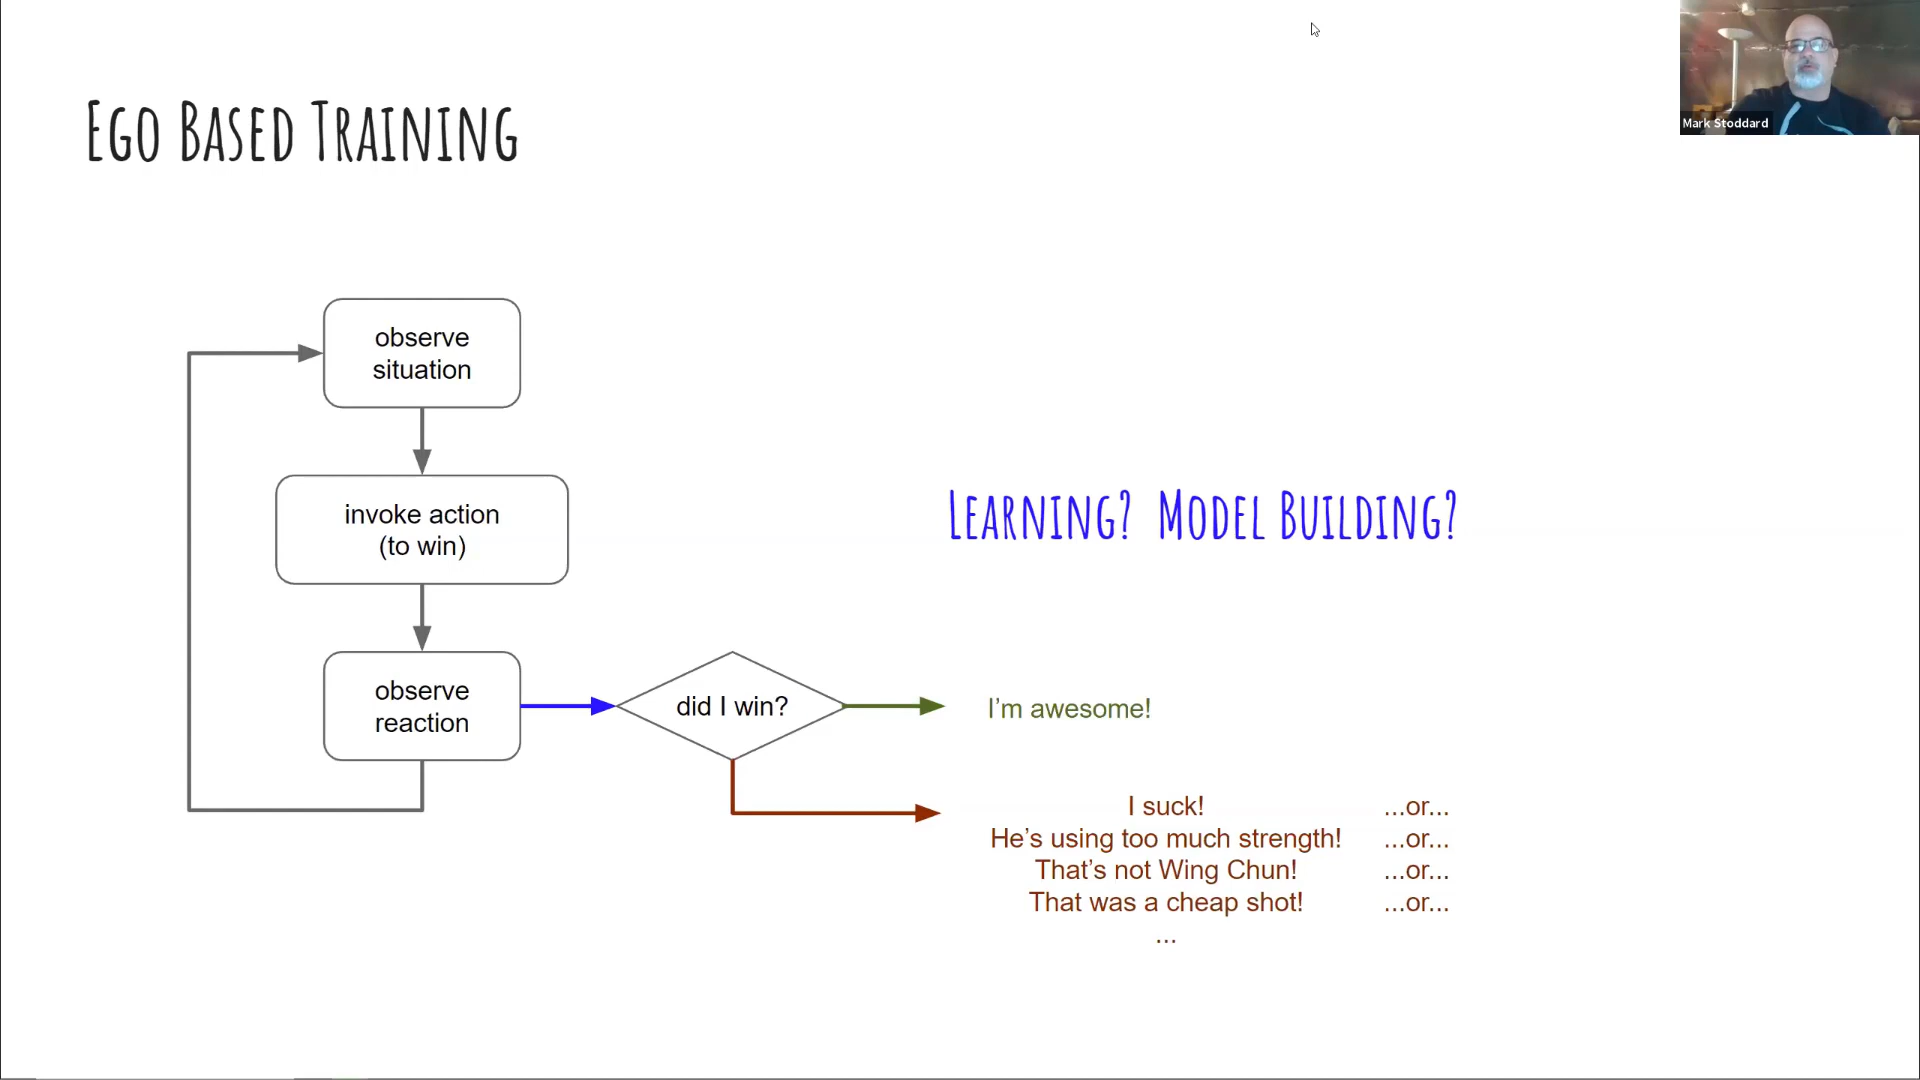 Mark Stoddard
Ego Based Training
observe
situation
invoke action
(to win)
Learning? Model Building?
observe
reaction
did I win?
I'm awesome!
I suck! ...or...
He's using too much strength! ...or...
That's not Wing Chun! ...or...
That was a cheap shot! ...or...
...